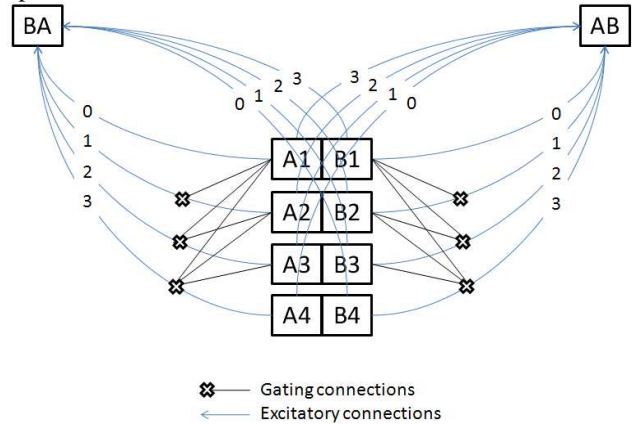 BA AB
3 3
2 2
1 1
0 0
0 0
1 1
2 2
3 3
A1 B1
A2 B2
A3 B3
A4 B4
Gating connections
Excitatory connections